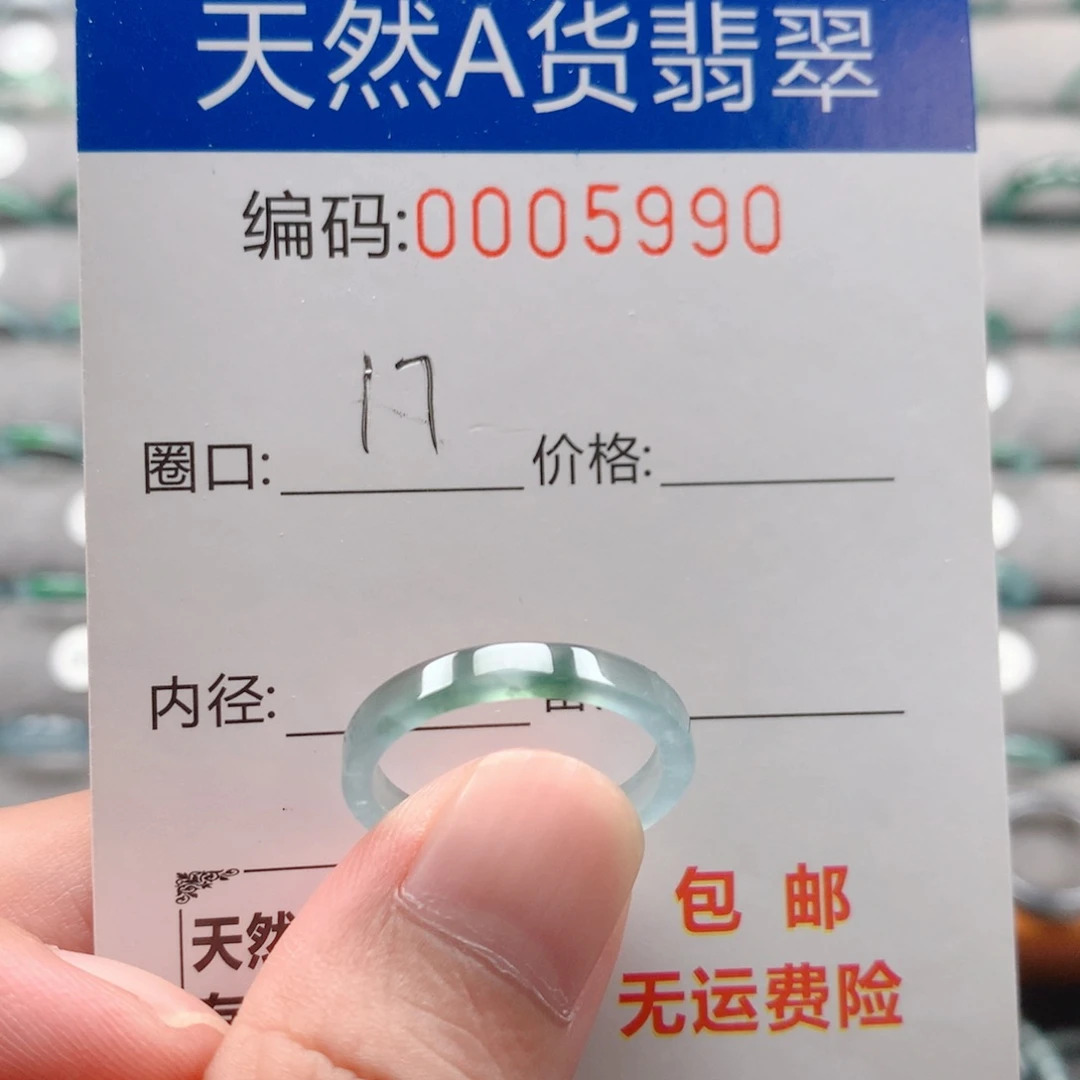 天然A货翡翠
编码:0005990
圈口: 17 价格:
内径:
包 邮
天然
无运费险